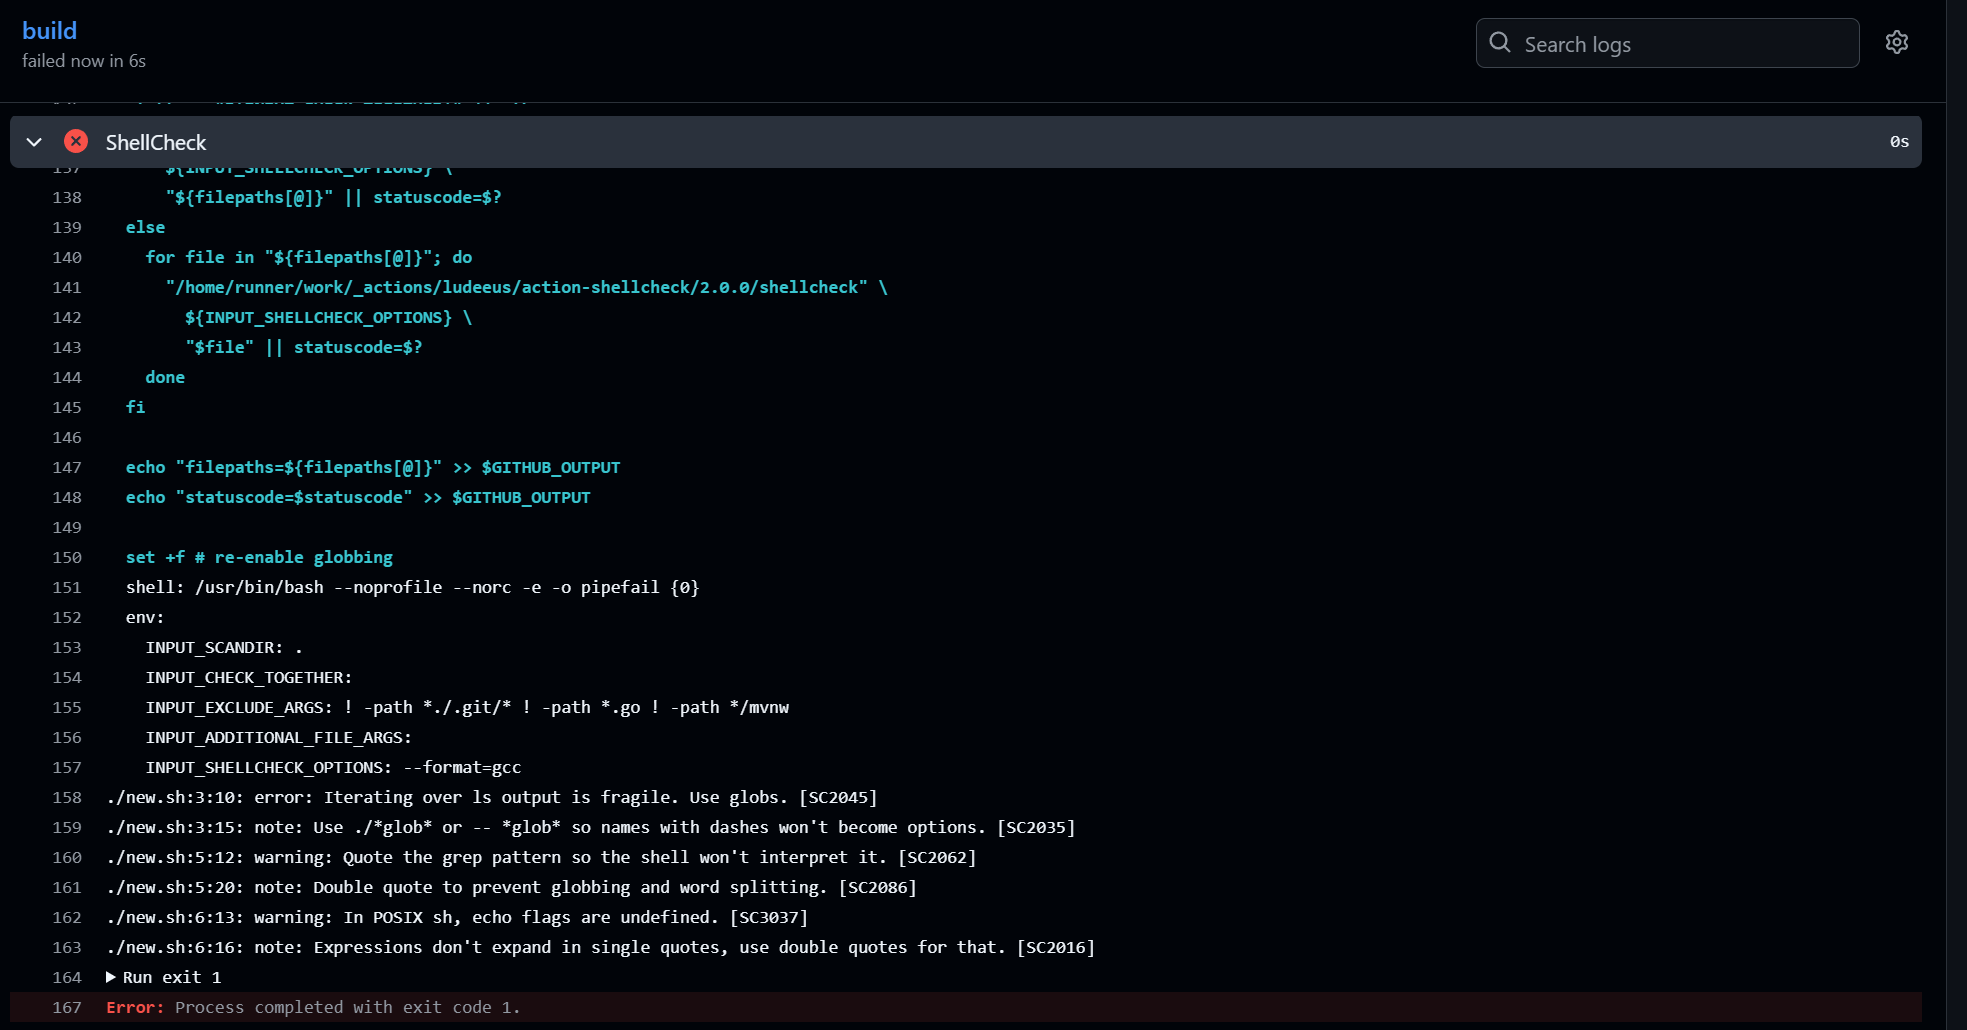 build
failed now in 6s
Search logs
ShellCheck
0s
137 ${INPUT_SHELLCHECK_OPTIONS} \
138 "${filepaths[@]}" || statuscode=$?
139 else
140 for file in "${filepaths[@]}"; do
141 "/home/runner/work/_actions/ludeeus/action-shellcheck/2.0.0/shellcheck" \
142 ${INPUT_SHELLCHECK_OPTIONS} \
143 "$file" || statuscode=$?
144 done
145 fi
146
147 echo "filepaths=${filepaths[@]}" >> $GITHUB_OUTPUT
148 echo "statuscode=$statuscode" >> $GITHUB_OUTPUT
149
150 set +f # re-enable globbing
151 shell: /usr/bin/bash --noprofile --norc -e -o pipefail {0}
152 env:
153 INPUT_SCANDIR: .
154 INPUT_CHECK_TOGETHER:
155 INPUT_EXCLUDE_ARGS: ! -path *./.git/* ! -path *.go ! -path */mvnw
156 INPUT_ADDITIONAL_FILE_ARGS:
157 INPUT_SHELLCHECK_OPTIONS: --format=gcc
158 ./new.sh:3:10: error: Iterating over ls output is fragile. Use globs. [SC2045]
159 ./new.sh:3:15: note: Use ./*glob* or -- *glob* so names with dashes won't become options. [SC2035]
160 ./new.sh:5:12: warning: Quote the grep pattern so the shell won't interpret it. [SC2062]
161 ./new.sh:5:20: note: Double quote to prevent globbing and word splitting. [SC2086]
162 ./new.sh:6:13: warning: In POSIX sh, echo flags are undefined. [SC3037]
163 ./new.sh:6:16: note: Expressions don't expand in single quotes, use double quotes for that. [SC2016]
164 Run exit 1
167 Error: Process completed with exit code 1.